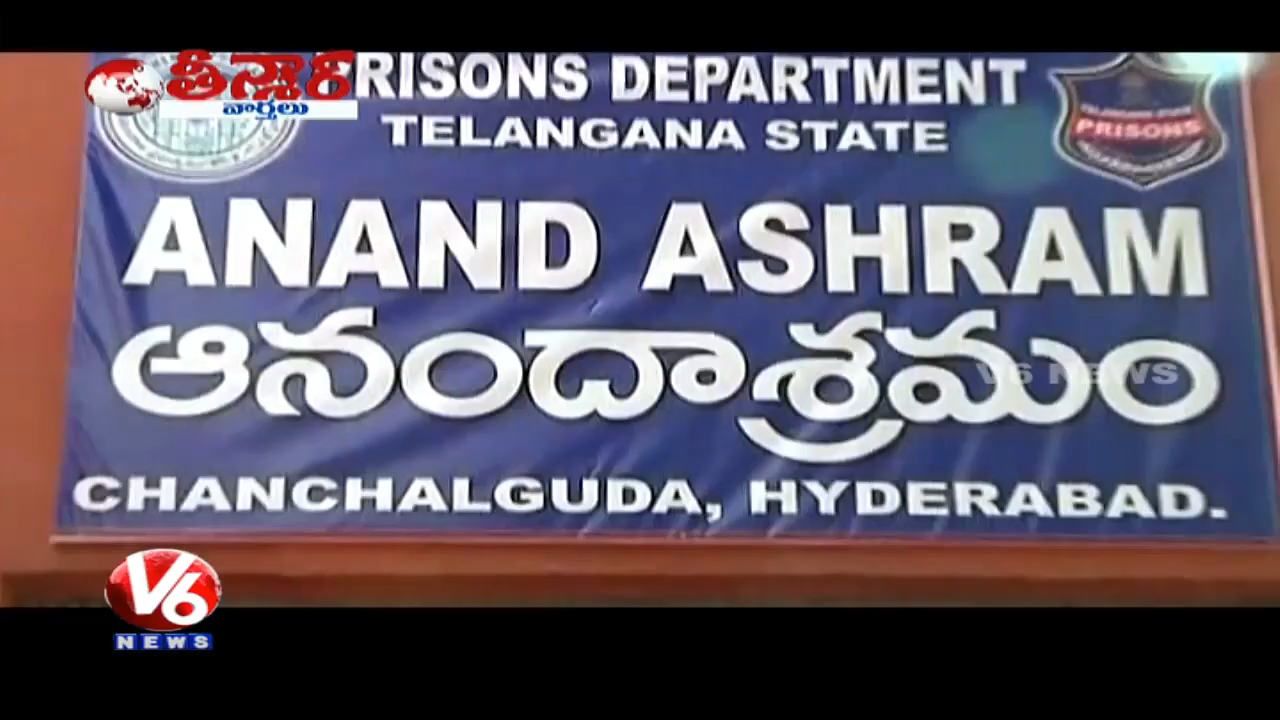 తీన్మార్
వార్తలు
PRISONS DEPARTMENT
TELANGANA STATE
PRISONS
ANAND ASHRAM
ఆనందాశ్రమం
V6 NEWS
CHANCHALGUDA, HYDERABAD.
V6
NEWS